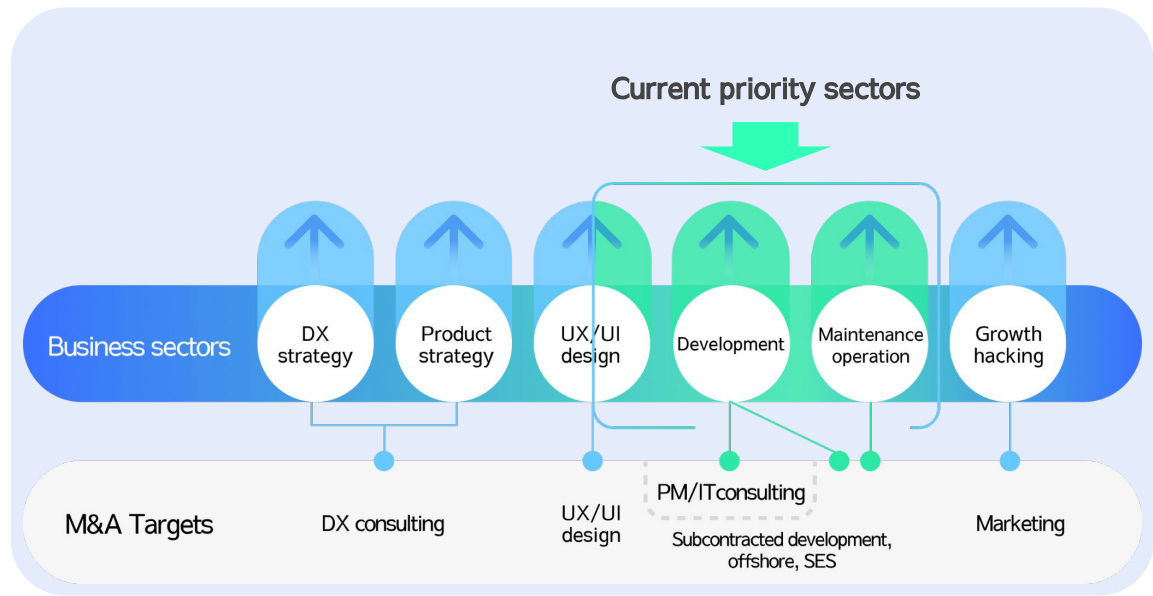 Current priority sectors
Business sectors
DX
strategy
Product
strategy
UX/UI
design
Development
Maintenance
operation
Growth
hacking
M&A Targets
DX consulting
UX/UI
design
PM/ITconsulting
Subcontracted development,
offshore, SES
Marketing